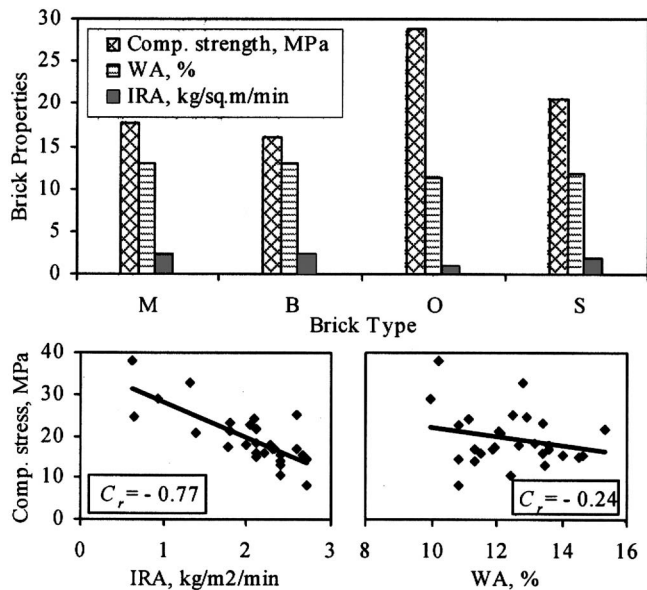 30
25
20
15
10
5
0
Brick Properties
Comp. strength, MPa
WA, %
IRA, kg/sq.m/min
M B O S
Brick Type
40
30
20
10
0
Comp. stress, MPa
C_r = - 0.77
0 1 2 3
IRA, kg/m2/min
C_r = - 0.24
8 10 12 14 16
WA, %